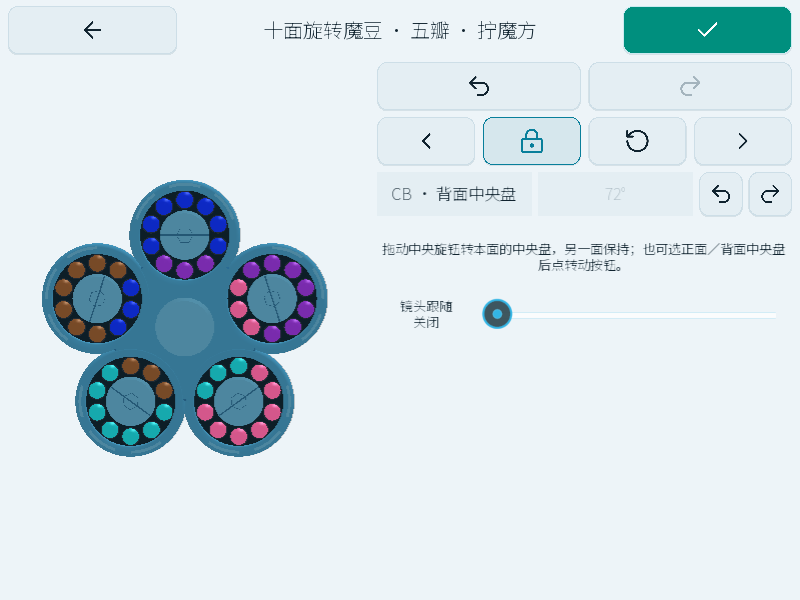 十面旋转魔豆 · 五瓣 · 拧魔方
CB · 背面中央盘
72°
拖动中央旋钮转本面的中央盘，另一面保持；也可选正面／背面中央盘
后点转动按钮。
镜头跟随
关闭